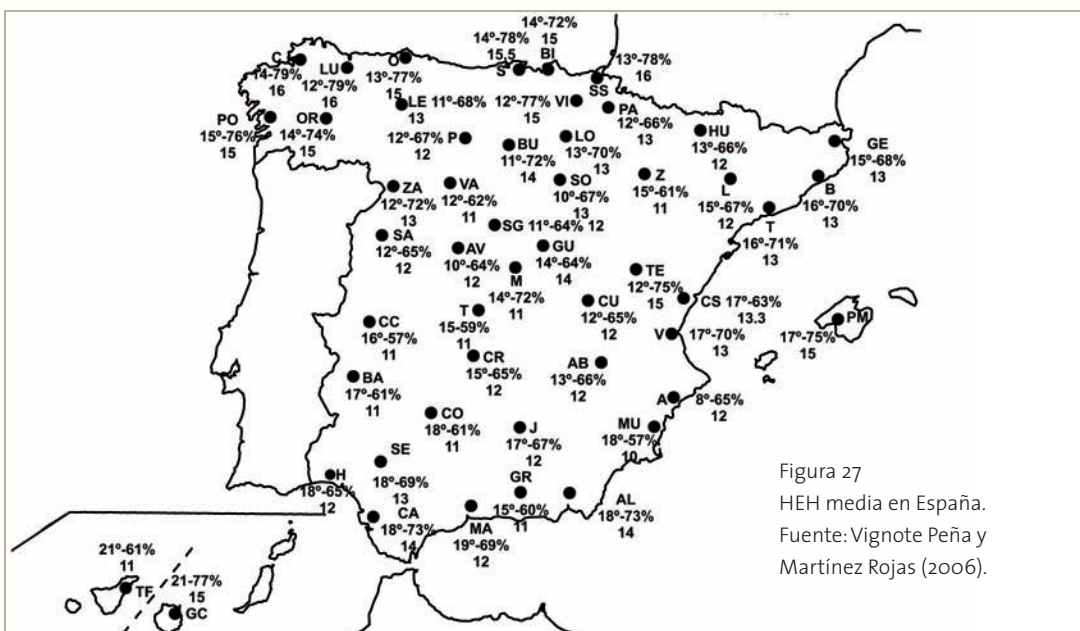 14º-72%
15
BI
14º-78%
15,5
S
13º-78%
16
SS
C
14-79%
16
LU
12º-79%
16
O
13º-77%
15
LE 11º-68%
13
12º-77% VI
15
PA
12º-66%
13
HU
13º-66%
12
GE
15º-68%
13
PO
15º-76%
15
OR
14º-74%
15
12º-67% P
12
BU
11º-72%
14
LO
13º-70%
13
SO
10º-67%
13
Z
15º-61%
11
L
15º-67%
12
B
16º-70%
13
T
16º-71%
13
ZA
12º-72%
13
VA
12º-62%
11
SG 11º-64% 12
SA
12º-65%
12
AV
10º-64%
12
GU
14º-64%
14
M
14º-72%
11
TE
12º-75%
15
CS 17º-63%
13.3
PM
17º-75%
15
T
15-59%
11
CU
12º-65%
12
V 17º-70%
13
CC
16º-57%
11
CR
15º-65%
12
AB
13º-66%
12
BA
17º-61%
11
A 8º-65%
12
CO
18º-61%
11
J
17º-67%
12
MU
18º-57%
10
SE
18º-69%
13
H
18º-65%
12
GR
15º-60%
11
AL
18º-73%
14
CA
18º-73%
14
MA
19º-69%
12
21º-61%
11
TF
21-77%
15
GC
Figura 27
HEH media en España.
Fuente: Vignote Peña y
Martínez Rojas (2006).